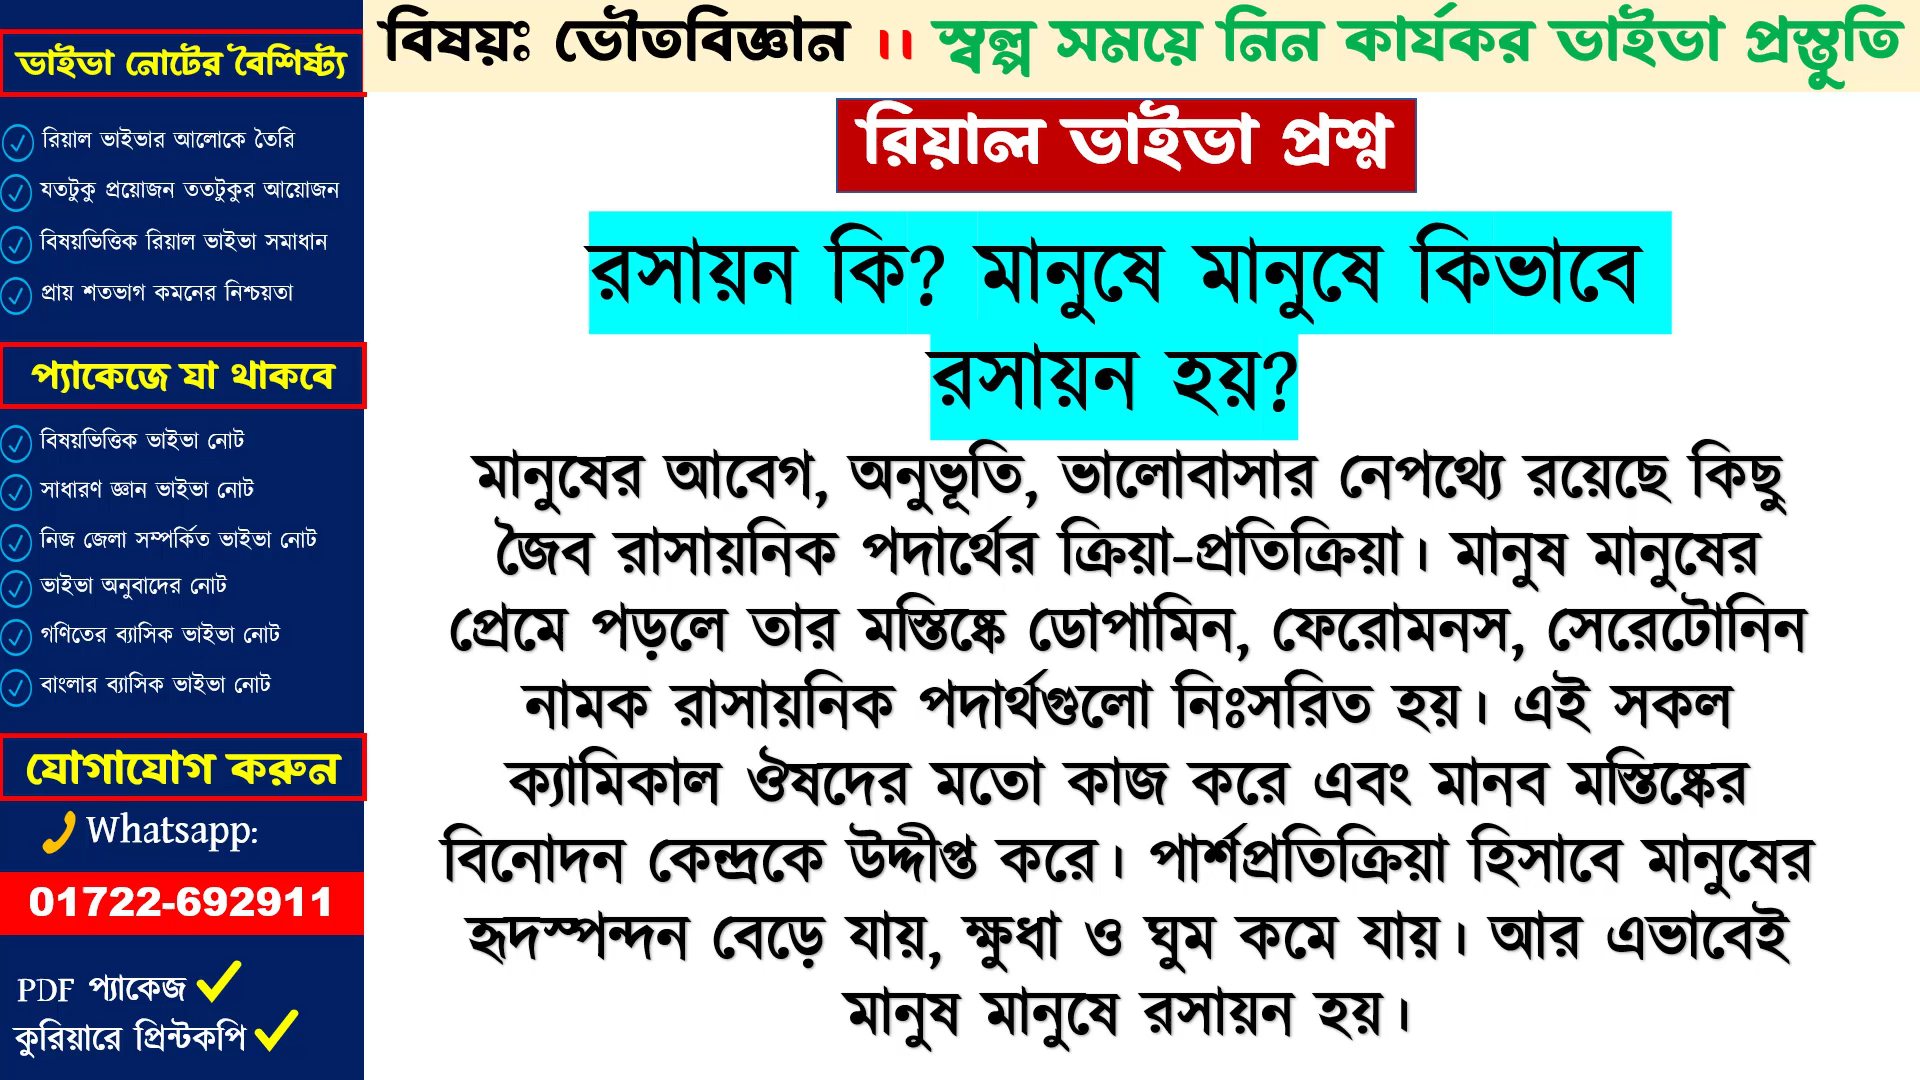 বিষয়ঃ ভৌতবিজ্ঞান ।। স্বল্প সময়ে নিন কার্যকর ভাইভা প্রস্তুতি
ভাইভা নোটের বৈশিষ্ট্য
রিয়াল ভাইভার আলোকে তৈরি
যতটুকু প্রয়োজন ততটুকুর আয়োজন
বিষয়ভিত্তিক রিয়াল ভাইভা সমাধান
প্রায় শতভাগ কমনের নিশ্চয়তা
প্যাকেজে যা থাকবে
বিষয়ভিত্তিক ভাইভা নোট
সাধারণ জ্ঞান ভাইভা নোট
নিজ জেলা সম্পর্কিত ভাইভা নোট
ভাইভা অনুবাদের নোট
গণিতের ব্যাসিক ভাইভা নোট
বাংলার ব্যাসিক ভাইভা নোট
যোগাযোগ করুন
Whatsapp:
01722-692911
PDF প্যাকেজ
কুরিয়ারে প্রিন্টকপি
রিয়াল ভাইভা প্রশ্ন
রসায়ন কি? মানুষে মানুষে কিভাবে
রসায়ন হয়?
মানুষের আবেগ, অনুভূতি, ভালোবাসার নেপথ্যে রয়েছে কিছু
জৈব রাসায়নিক পদার্থের ক্রিয়া-প্রতিক্রিয়া। মানুষ মানুষের
প্রেমে পড়লে তার মস্তিষ্কে ডোপামিন, ফেরোমনস, সেরেটোনিন
নামক রাসায়নিক পদার্থগুলো নিঃসরিত হয়। এই সকল
ক্যামিকাল ঔষদের মতো কাজ করে এবং মানব মস্তিষ্কের
বিনোদন কেন্দ্রকে উদ্দীপ্ত করে। পার্শপ্রতিক্রিয়া হিসাবে মানুষের
হৃদস্পন্দন বেড়ে যায়, ক্ষুধা ও ঘুম কমে যায়। আর এভাবেই
মানুষ মানুষে রসায়ন হয়।